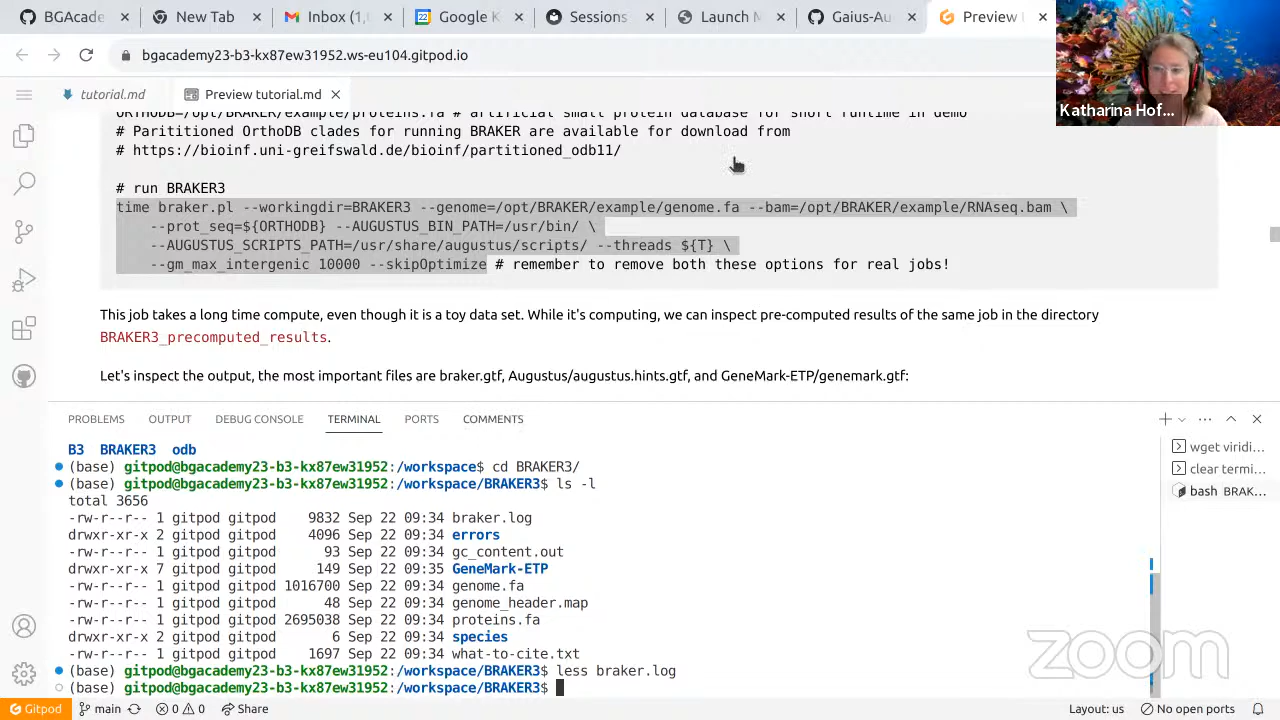 BGAcade
New Tab
Inbox (1,
Google K
Sessions
Launch M
Gaius-Au
Preview
bgacademy23-b3-kx87ew31952.ws-eu104.gitpod.io
Katharina Hof...
tutorial.md
Preview tutorial.md
ORTHODB=/opt/BRAKER/example/proteins.fa # artificial small protein database for short runtime in demo
# Paritioned OrthoDB clades for running BRAKER are available for download from
# https://bioinf.uni-greifswald.de/bioinf/partitioned_odb11/
# run BRAKER3
time braker.pl --workingdir=BRAKER3 --genome=/opt/BRAKER/example/genome.fa --bam=/opt/BRAKER/example/RNAseq.bam \
--prot_seq=${ORTHODB} --AUGUSTUS_BIN_PATH=/usr/bin/ \
--AUGUSTUS_SCRIPTS_PATH=/usr/share/augustus/scripts/ --threads ${T} \
--gm_max_intergenic 10000 --skipOptimize # remember to remove both these options for real jobs!
This job takes a long time compute, even though it is a toy data set. While it's computing, we can inspect pre-computed results of the same job in the directory
BRAKER3_precomputed_results.
Let's inspect the output, the most important files are braker.gtf, Augustus/augustus.hints.gtf, and GeneMark-ETP/genemark.gtf:
PROBLEMS OUTPUT DEBUG CONSOLE TERMINAL PORTS COMMENTS
B3 BRAKER3 odb
(base) gitpod@bgacademy23-b3-kx87ew31952:/workspace$ cd BRAKER3/
(base) gitpod@bgacademy23-b3-kx87ew31952:/workspace/BRAKER3$ ls -l
total 3656
-rw-r--r-- 1 gitpod gitpod 9832 Sep 22 09:34 braker.log
drwxr-xr-x 2 gitpod gitpod 4096 Sep 22 09:34 errors
-rw-r--r-- 1 gitpod gitpod 93 Sep 22 09:34 gc_content.out
drwxr-xr-x 7 gitpod gitpod 149 Sep 22 09:35 GeneMark-ETP
-rw-r--r-- 1 gitpod gitpod 1016700 Sep 22 09:34 genome.fa
-rw-r--r-- 1 gitpod gitpod 48 Sep 22 09:34 genome_header.map
-rw-r--r-- 1 gitpod gitpod 2695038 Sep 22 09:34 proteins.fa
drwxr-xr-x 2 gitpod gitpod 6 Sep 22 09:34 species
-rw-r--r-- 1 gitpod gitpod 1697 Sep 22 09:34 what-to-cite.txt
(base) gitpod@bgacademy23-b3-kx87ew31952:/workspace/BRAKER3$ less braker.log
(base) gitpod@bgacademy23-b3-kx87ew31952:/workspace/BRAKER3$
wget viridi...
clear termi...
bash BRAK...
zoom
Gitpod
main
0
0
Share
Layout: us
No open ports